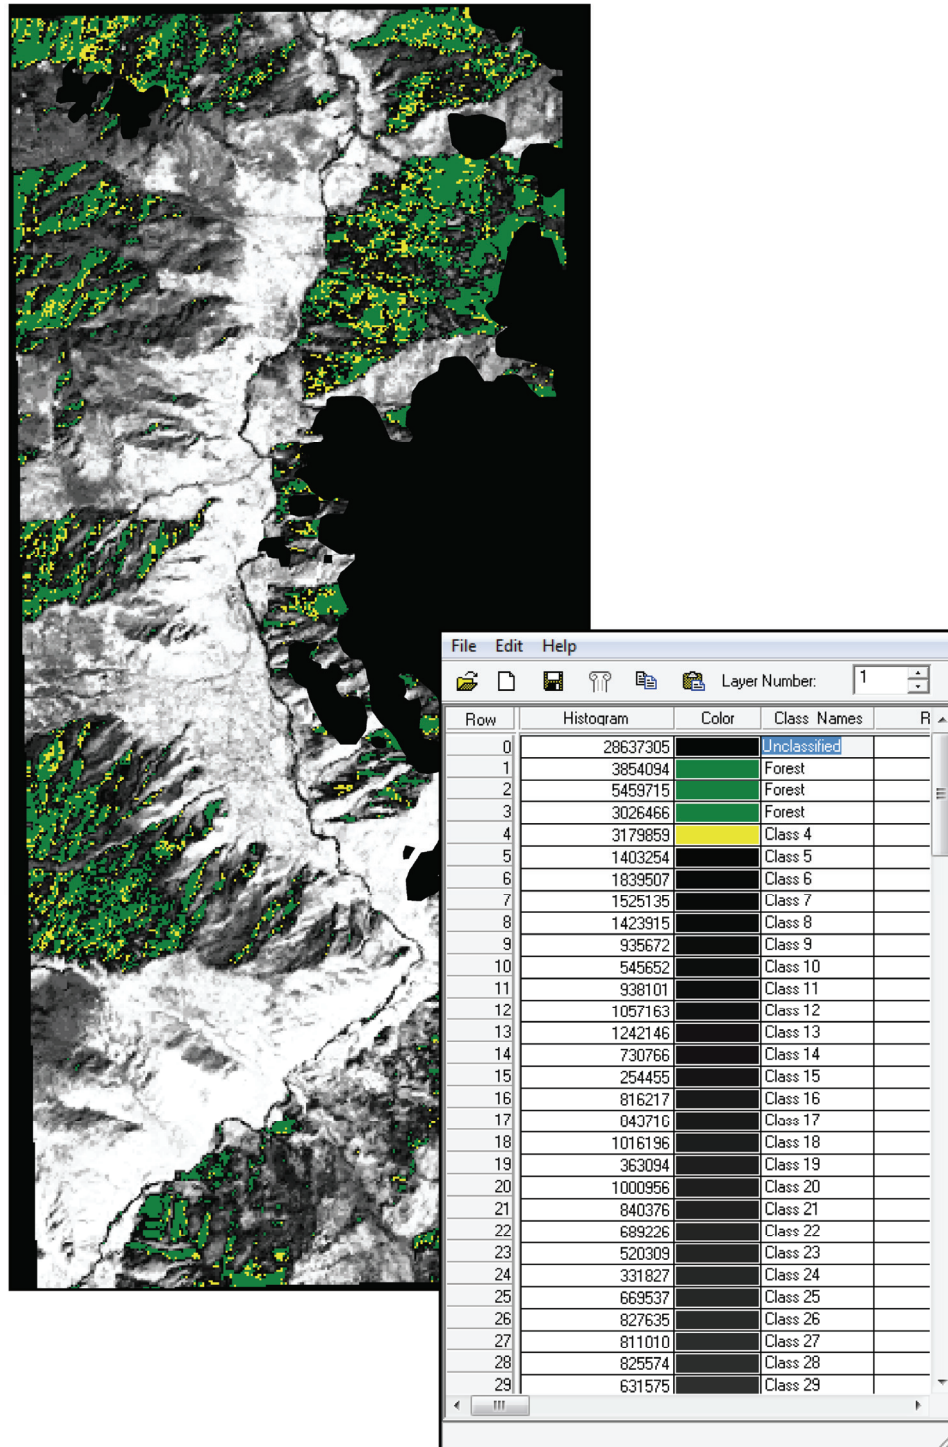 File Edit Help
Layer Number: 1
Row Histogram Color Class Names R
0 28637305 Unclassified
1 3854094 Forest
2 5459715 Forest
3 3026466 Forest
4 3179859 Class 4
5 1403254 Class 5
6 1839507 Class 6
7 1525135 Class 7
8 1423915 Class 8
9 935672 Class 9
10 545652 Class 10
11 938101 Class 11
12 1057163 Class 12
13 1242146 Class 13
14 730766 Class 14
15 254455 Class 15
16 816217 Class 16
17 043716 Class 17
18 1016196 Class 18
19 363094 Class 19
20 1000956 Class 20
21 840376 Class 21
22 689226 Class 22
23 520309 Class 23
24 331827 Class 24
25 669537 Class 25
26 827635 Class 26
27 811010 Class 27
28 825574 Class 28
29 631575 Class 29